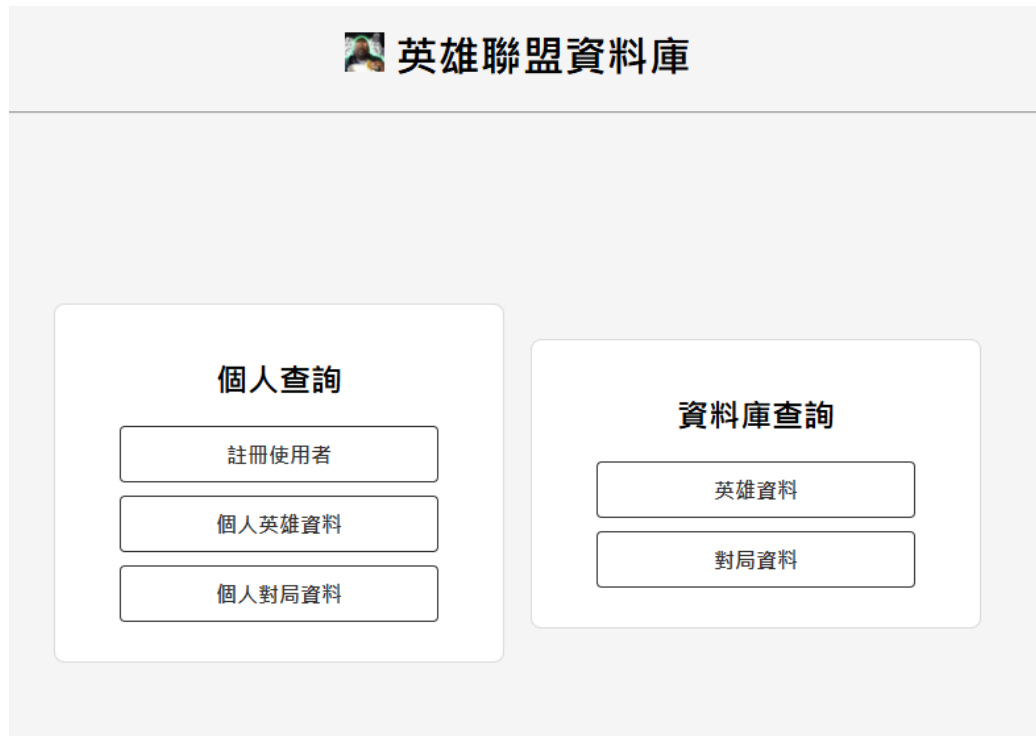 英雄聯盟資料庫
個人查詢
註冊使用者
個人英雄資料
個人對局資料
資料庫查詢
英雄資料
對局資料